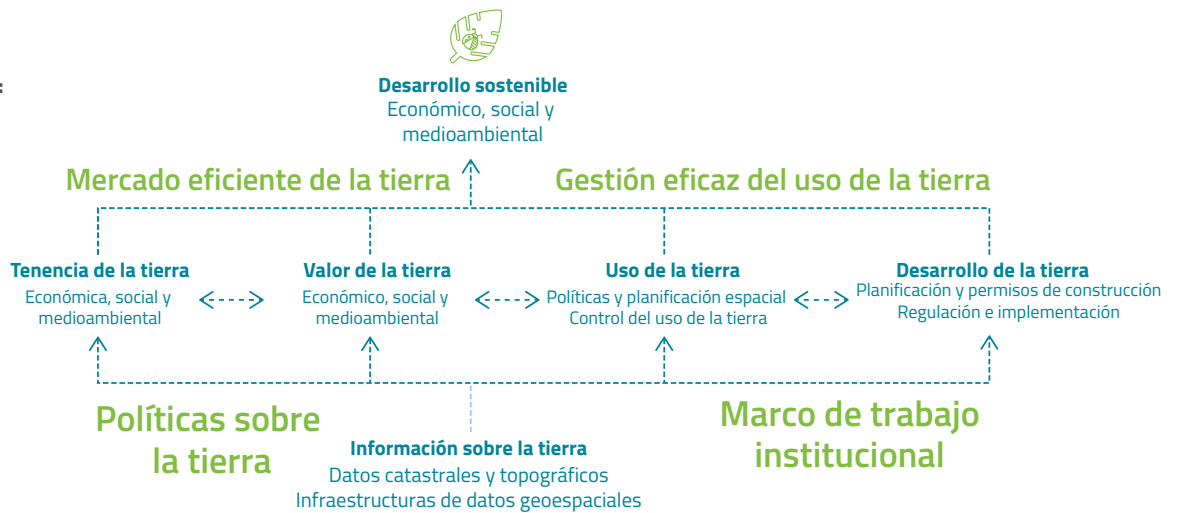 :
Desarrollo sostenible
Económico, social y
medioambiental
Mercado eficiente de la tierra
Gestión eficaz del uso de la tierra
Tenencia de la tierra
Económica, social y
medioambiental
Valor de la tierra
Económico, social y
medioambiental
Uso de la tierra
Políticas y planificación espacial
Control del uso de la tierra
Desarrollo de la tierra
Planificación y permisos de construcción
Regulación e implementación
Políticas sobre
la tierra
Marco de trabajo
institucional
Información sobre la tierra
Datos catastrales y topográficos
Infraestructuras de datos geoespaciales